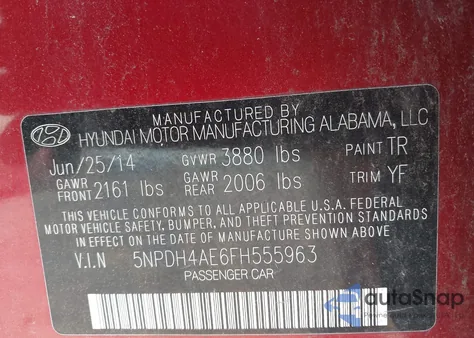 MANUFACTURED BY
HYUNDAI MOTOR MANUFACTURING ALABAMA, LLC
Jun/25/14 GVWR 3880 lbs PAINT TR
GAWR FRONT 2161 lbs GAWR REAR 2006 lbs TRIM YF
THIS VEHICLE CONFORMS TO ALL APPLICABLE U.S.A. FEDERAL
MOTOR VEHICLE SAFETY, BUMPER, AND THEFT PREVENTION STANDARDS
IN EFFECT ON THE DATE OF MANUFACTURE SHOWN ABOVE.
V.I.N 5NPDH4AE6FH555963
PASSENGER CAR
autoSnap